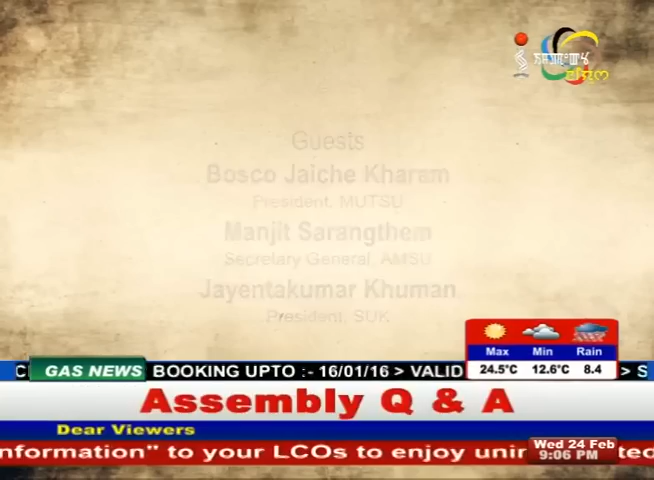 Guests
Bosco Jaiche Kharam
President, MUTSU
Manjit Sarangthem
Secretary General, AMSU
Jayentakumar Khuman
President, SUK
Max Min Rain
24.5°C 12.6°C 8.4
GAS NEWS BOOKING UPTO :- 16/01/16 > VALID > S
Assembly Q & A
Dear Viewers
nformation" to your LCOs to enjoy unin ted
Wed 24 Feb
9:06 PM